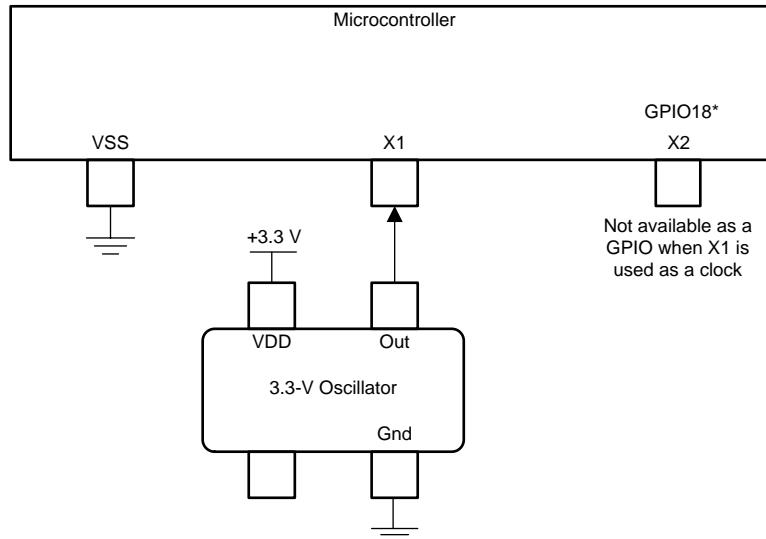 Microcontroller
GPIO18*
VSS
X1
X2
Not available as a
GPIO when X1 is
used as a clock
+3.3 V
VDD
Out
3.3-V Oscillator
Gnd